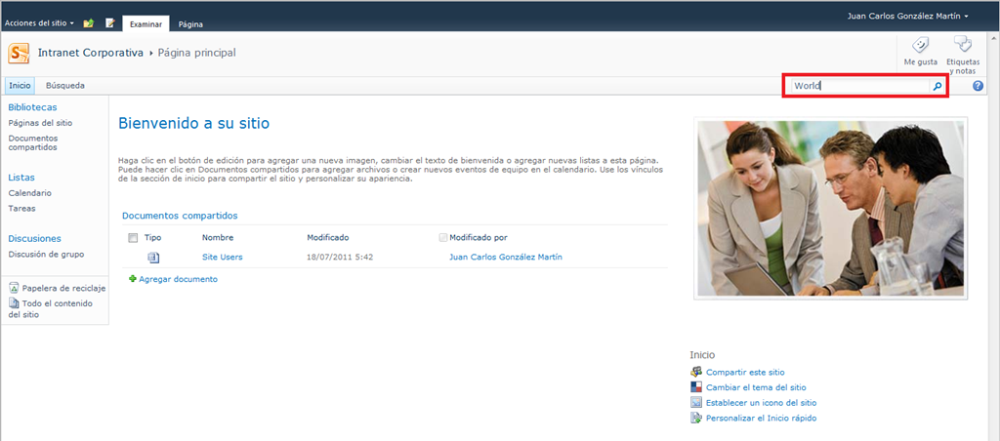 Juan Carlos González Martín
Acciones del sitio
Examinar
Página
Intranet Corporativa ▸ Página principal
Me gusta
Etiquetas
y notas
Inicio
Búsqueda
World
Bibliotecas
Páginas del sitio
Documentos
compartidos
Listas
Calendario
Tareas
Discusiones
Discusión de grupo
Papelera de reciclaje
Todo el contenido
del sitio
Bienvenido a su sitio
Haga clic en el botón de edición para agregar una nueva imagen, cambiar el texto de bienvenida o agregar nuevas listas a esta página.
Puede hacer clic en Documentos compartidos para agregar archivos o crear nuevos eventos de equipo en el calendario. Use los vínculos
de la sección de inicio para compartir el sitio y personalizar su apariencia.
Documentos compartidos
Tipo Nombre Modificado Modificado por
Site Users 18/07/2011 5:42 Juan Carlos González Martín
Agregar documento
Inicio
Compartir este sitio
Cambiar el tema del sitio
Establecer un icono del sitio
Personalizar el Inicio rápido